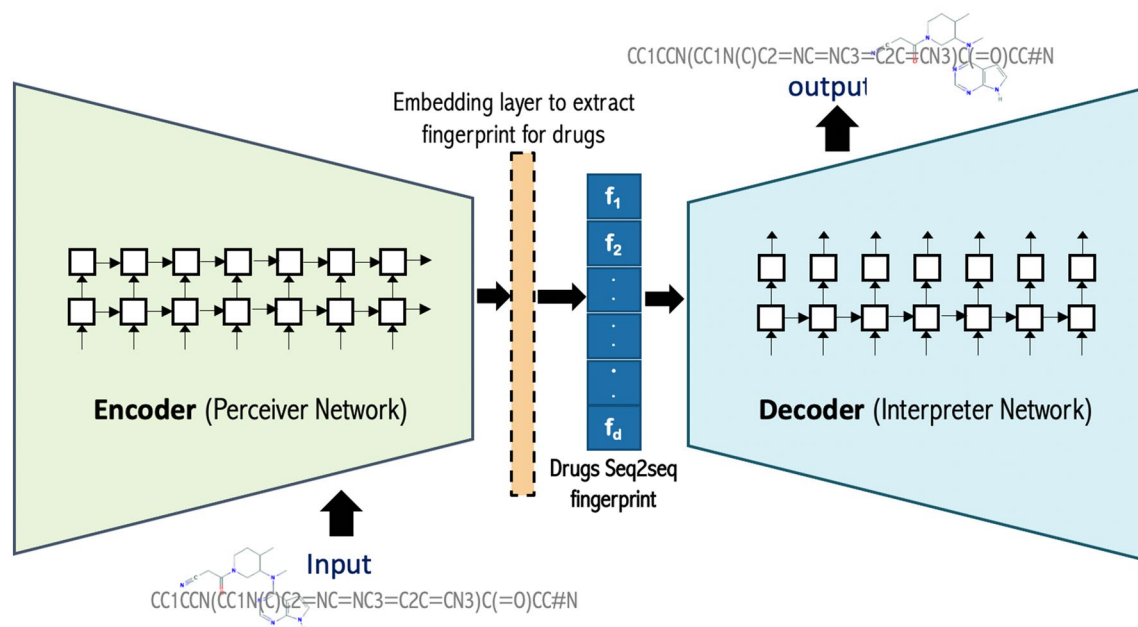 CC1CCN(CC1N(C)C2=NC=NC3=C2C=CN3)C(=O)CC#N
output
Embedding layer to extract
fingerprint for drugs
f1
f2
fd
Encoder (Perceiver Network)
Decoder (Interpreter Network)
Drugs Seq2seq
fingerprint
Input
CC1CCN(CC1N(C)C2=NC=NC3=C2C=CN3)C(=O)CC#N